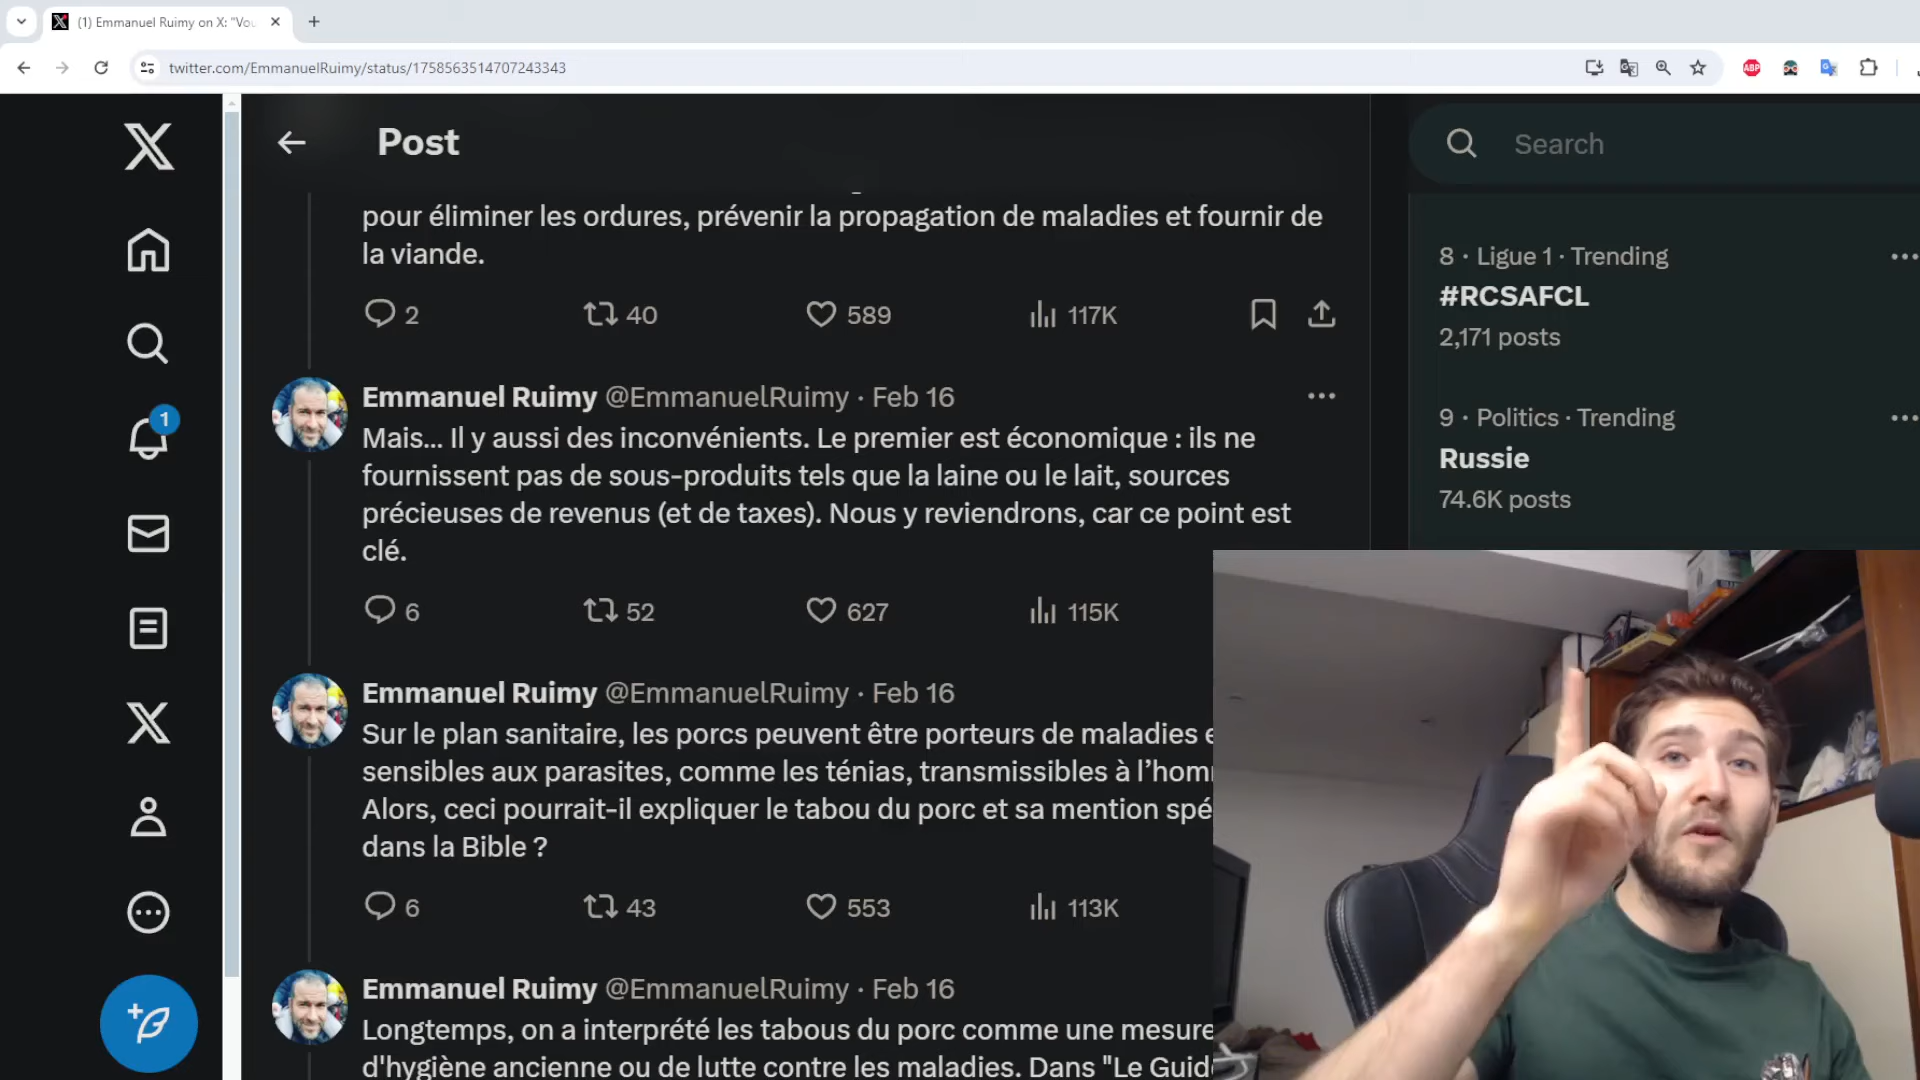 (1) Emmanuel Ruimy on X: "Vou
twitter.com/EmmanuelRuimy/status/1758563514707243343
ABP
Post
Search
pour éliminer les ordures, prévenir la propagation de maladies et fournir de
la viande.
2 40 589 117K
Emmanuel Ruimy @EmmanuelRuimy · Feb 16
Mais... Il y aussi des inconvénients. Le premier est économique : ils ne
fournissent pas de sous-produits tels que la laine ou le lait, sources
précieuses de revenus (et de taxes). Nous y reviendrons, car ce point est
clé.
6 52 627 115K
Emmanuel Ruimy @EmmanuelRuimy · Feb 16
Sur le plan sanitaire, les porcs peuvent être porteurs de maladies e
sensibles aux parasites, comme les ténias, transmissibles à l'hom
Alors, ceci pourrait-il expliquer le tabou du porc et sa mention spé
dans la Bible ?
6 43 553 113K
Emmanuel Ruimy @EmmanuelRuimy · Feb 16
Longtemps, on a interprété les tabous du porc comme une mesure
d'hygiène ancienne ou de lutte contre les maladies. Dans "Le Guid
8 · Ligue 1 · Trending
#RCSAFCL
2,171 posts
9 · Politics · Trending
Russie
74.6K posts
1